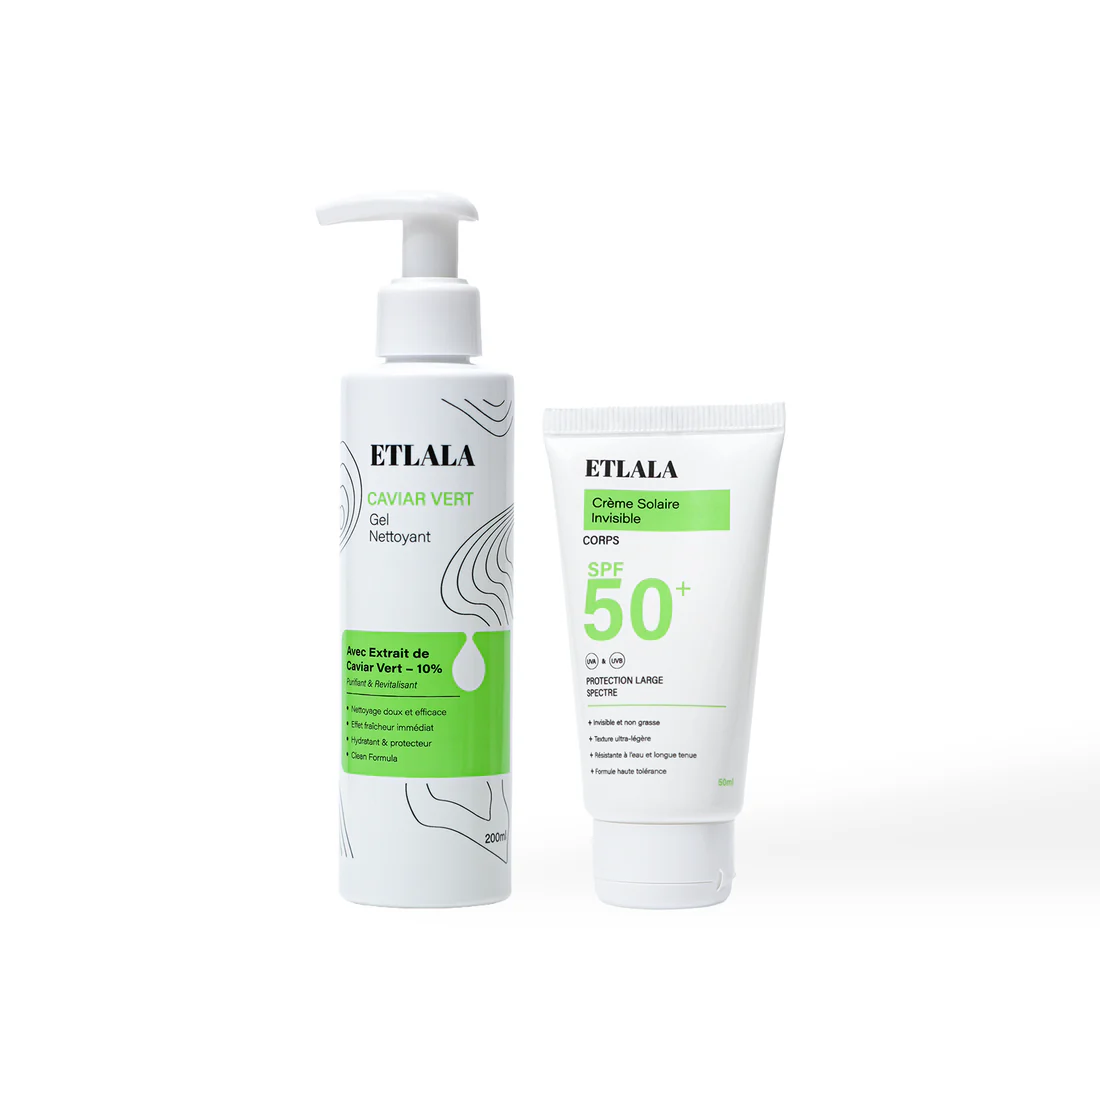 ETLALA
CAVIAR VERT
Gel
Nettoyant
Avec Extrait de
Caviar Vert – 10%
Purifiant & Revitalisant
• Nettoyage doux et efficace
• Effet fraîcheur immédiat
• Hydratant & protecteur
• Clean Formula
200ml
ETLALA
Crème Solaire
Invisible
CORPS
SPF
50+
UVA & UVB
PROTECTION LARGE
SPECTRE
+ Invisible et non grasse
+ Texture ultra-légère
+ Résistante à l'eau et longue tenue
+ Formule haute tolérance
50ml